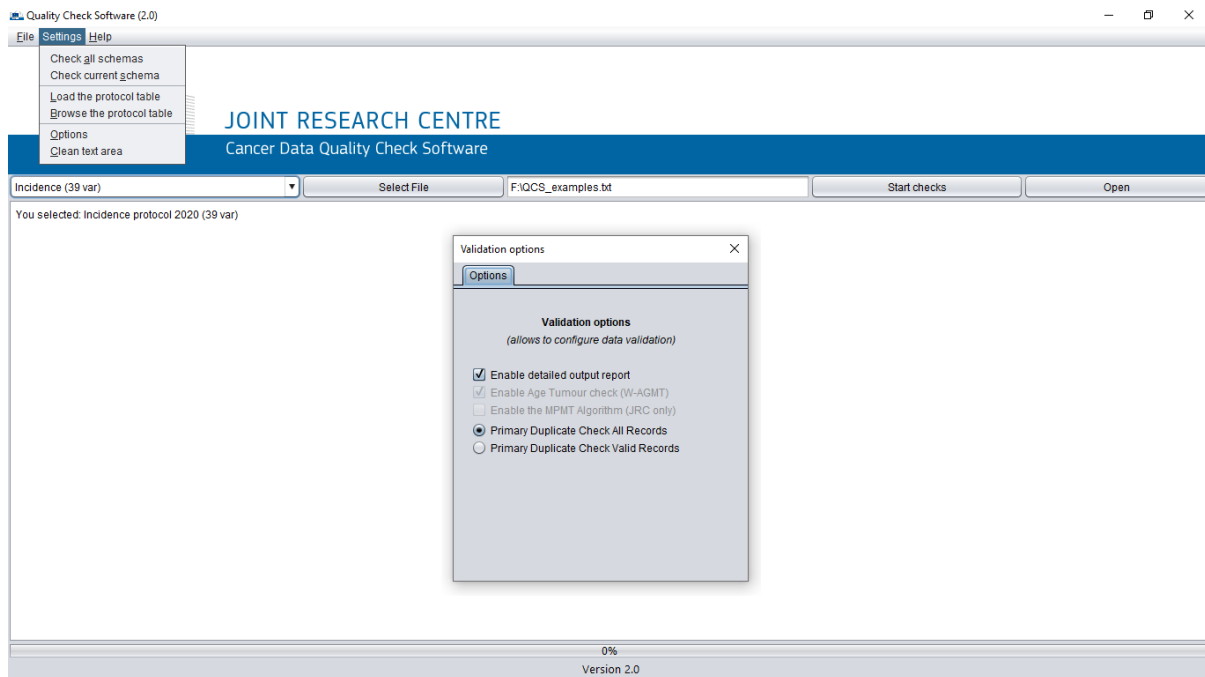 Quality Check Software (2.0)
File Settings Help
Check all schemas
Check current schema
Load the protocol table
Browse the protocol table
Options
Clean text area
JOINT RESEARCH CENTRE
Cancer Data Quality Check Software
Incidence (39 var) Select File F:\QCS_examples.txt Start checks Open
You selected: Incidence protocol 2020 (39 var)
Validation options
Options
Validation options
(allows to configure data validation)
Enable detailed output report
Enable Age Tumour check (W-AGMT)
Enable the MPMT Algorithm (JRC only)
Primary Duplicate Check All Records
Primary Duplicate Check Valid Records
0%
Version 2.0